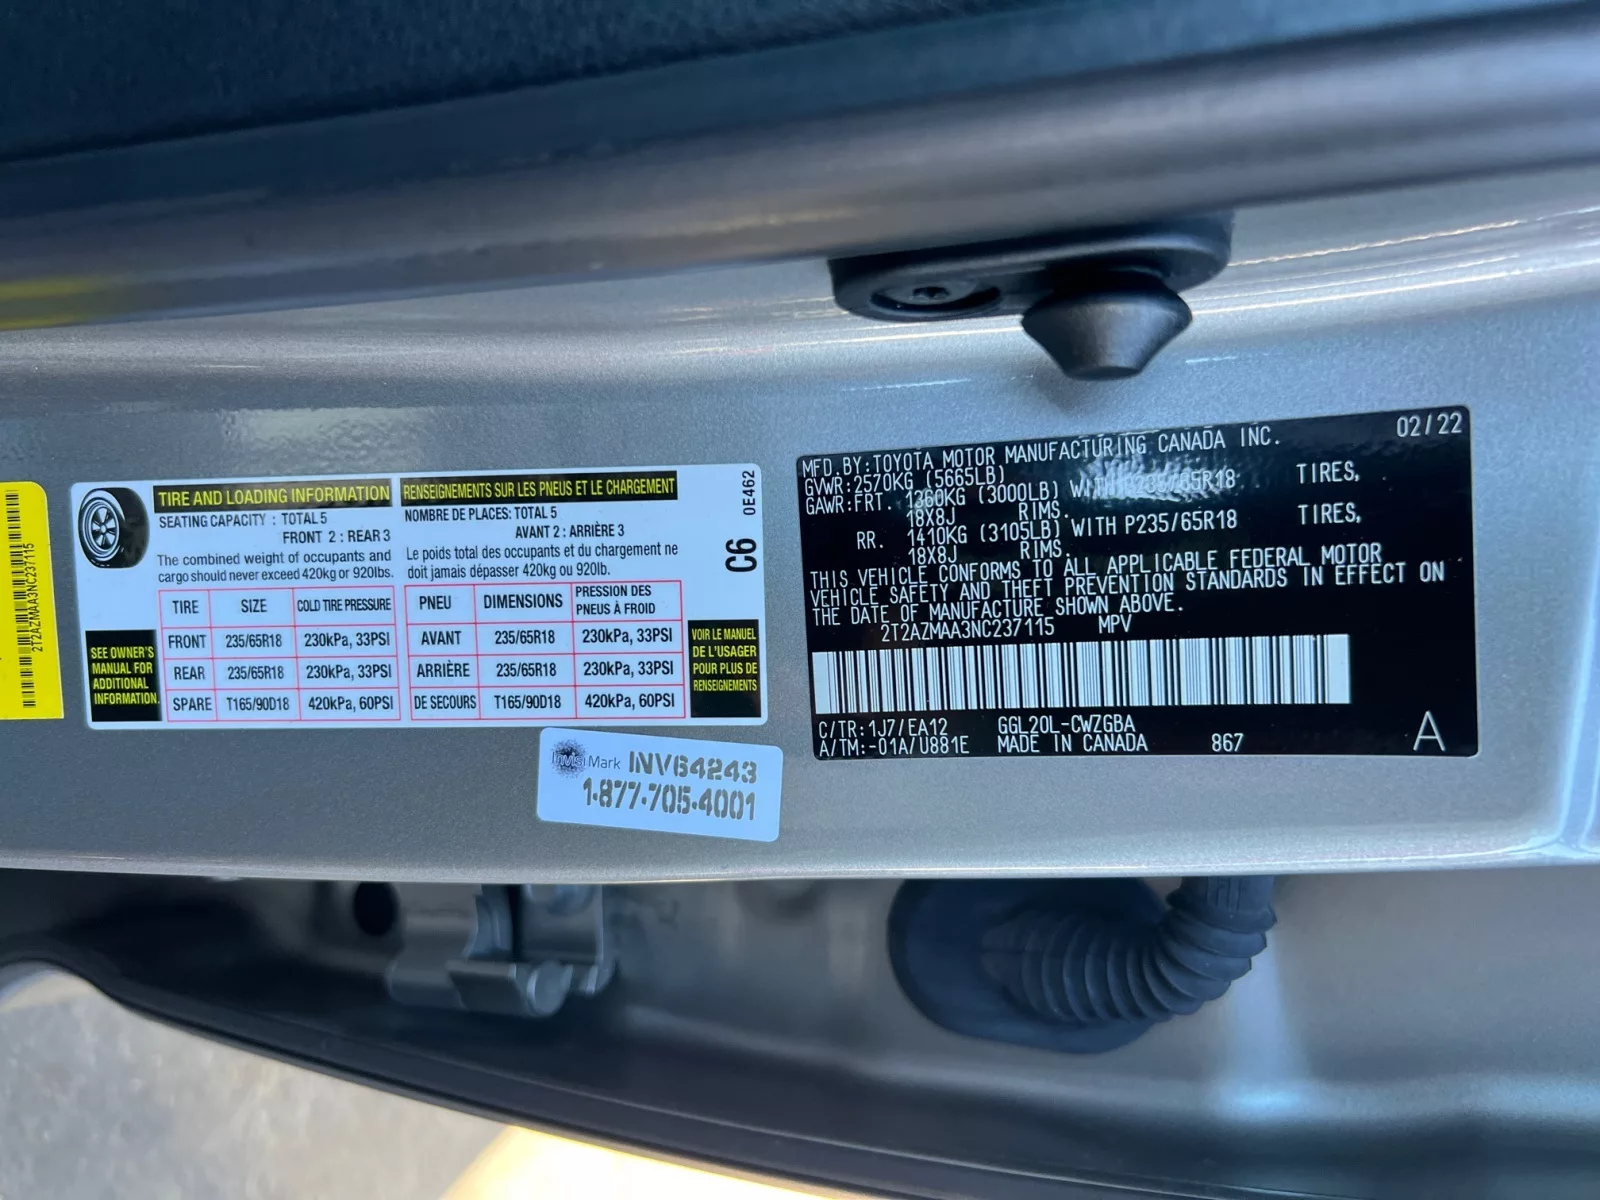 2T2AZMAA3NC237115
TIRE AND LOADING INFORMATION
SEATING CAPACITY : TOTAL 5
FRONT 2 : REAR 3
The combined weight of occupants and
cargo should never exceed 420kg or 920lbs.
RENSEIGNEMENTS SUR LES PNEUS ET LE CHARGEMENT
NOMBRE DE PLACES: TOTAL 5
AVANT 2 : ARRIÈRE 3
Le poids total des occupants et du chargement ne
doit jamais dépasser 420kg ou 920lb.
0E462
C6
TIRE SIZE COLD TIRE PRESSURE
FRONT 235/65R18 230kPa, 33PSI
REAR 235/65R18 230kPa, 33PSI
SPARE T165/90D18 420kPa, 60PSI
PNEU DIMENSIONS PRESSION DES
PNEUS À FROID
AVANT 235/65R18 230kPa, 33PSI
ARRIÈRE 235/65R18 230kPa, 33PSI
DE SECOURS T165/90D18 420kPa, 60PSI
SEE OWNER'S
MANUAL FOR
ADDITIONAL
INFORMATION.
VOIR LE MANUEL
DE L'USAGER
POUR PLUS DE
RENSEIGNEMENTS
Invisi Mark INV64243
1-877-705-4001
02/22
MFD. BY: TOYOTA MOTOR MANUFACTURING CANADA INC.
GVWR: 2570KG (5665LB)
GAWR: FRT. 1360KG (3000LB) WITH P235/65R18 TIRES,
18X8J RIMS.
RR. 1410KG (3105LB) WITH P235/65R18 TIRES,
18X8J RIMS.
THIS VEHICLE CONFORMS TO ALL APPLICABLE FEDERAL MOTOR
VEHICLE SAFETY AND THEFT PREVENTION STANDARDS IN EFFECT ON
THE DATE OF MANUFACTURE SHOWN ABOVE.
2T2AZMAA3NC237115 MPV
C/TR: 1J7/EA12 GGL20L-CWZGBA
A/TM: -01A/U881E MADE IN CANADA 867
A